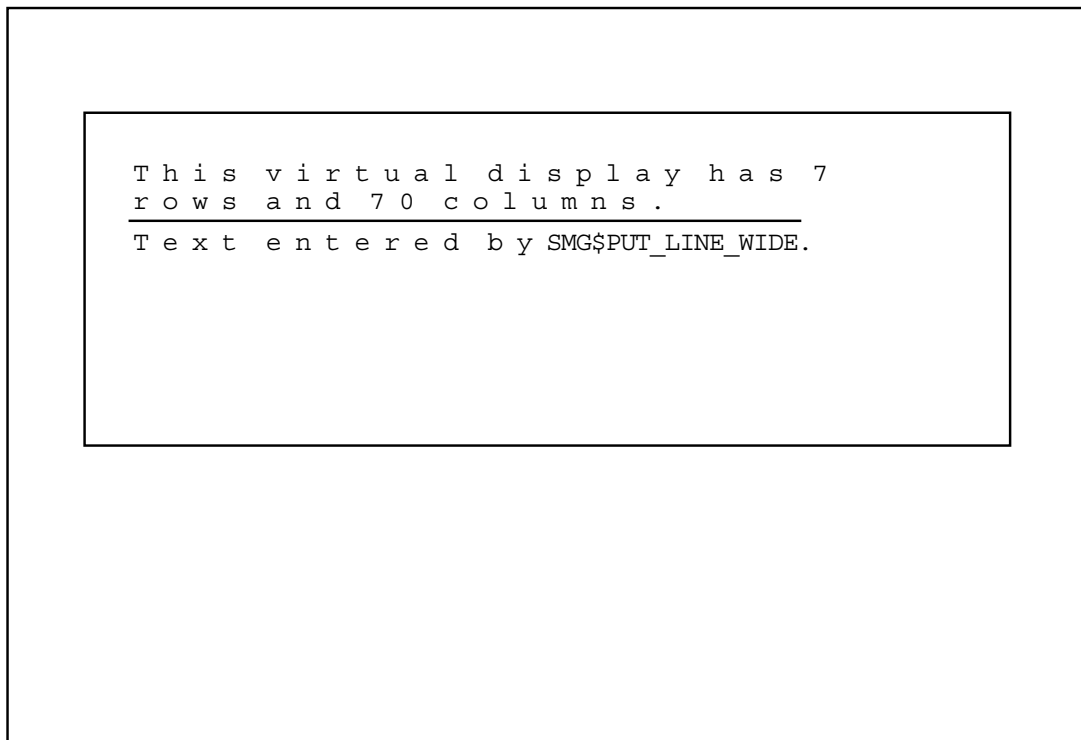 This virtual display has 7
rows and 70 columns.
Text entered by SMG$PUT_LINE_WIDE.